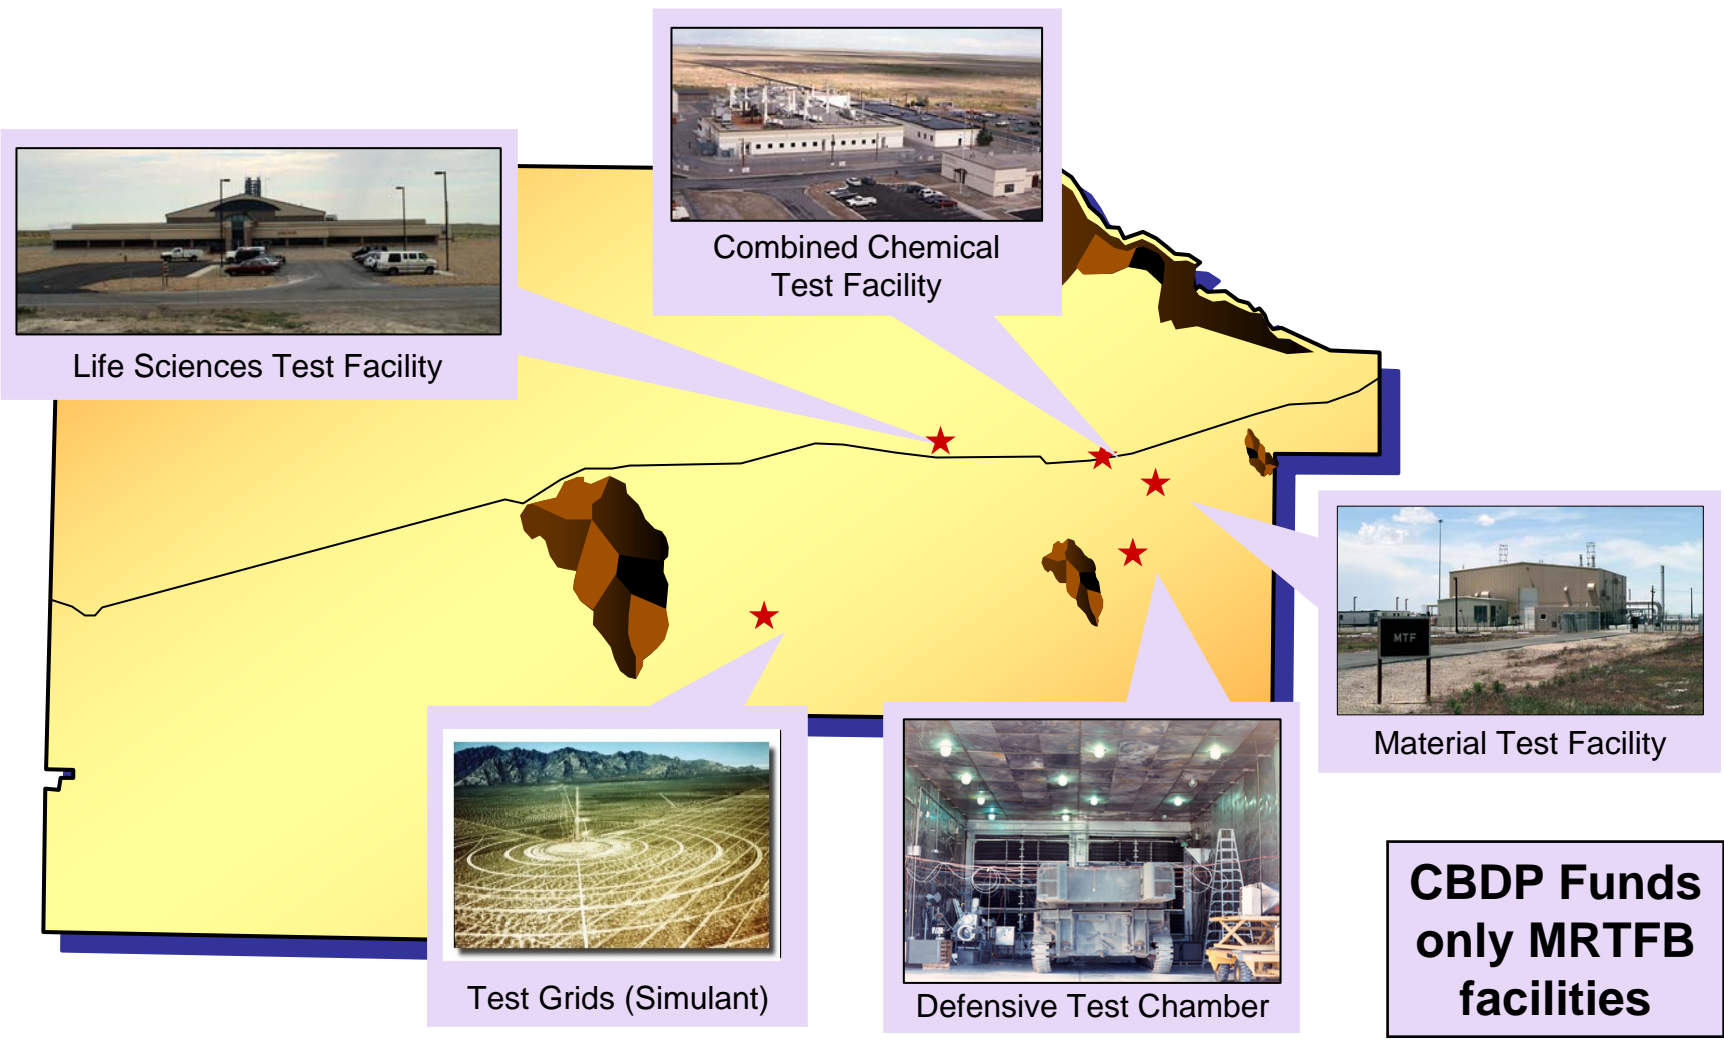 Combined Chemical
Test Facility
Life Sciences Test Facility
MTF
Material Test Facility
Test Grids (Simulant)
Defensive Test Chamber
CBDP Funds
only MRTFB
facilities